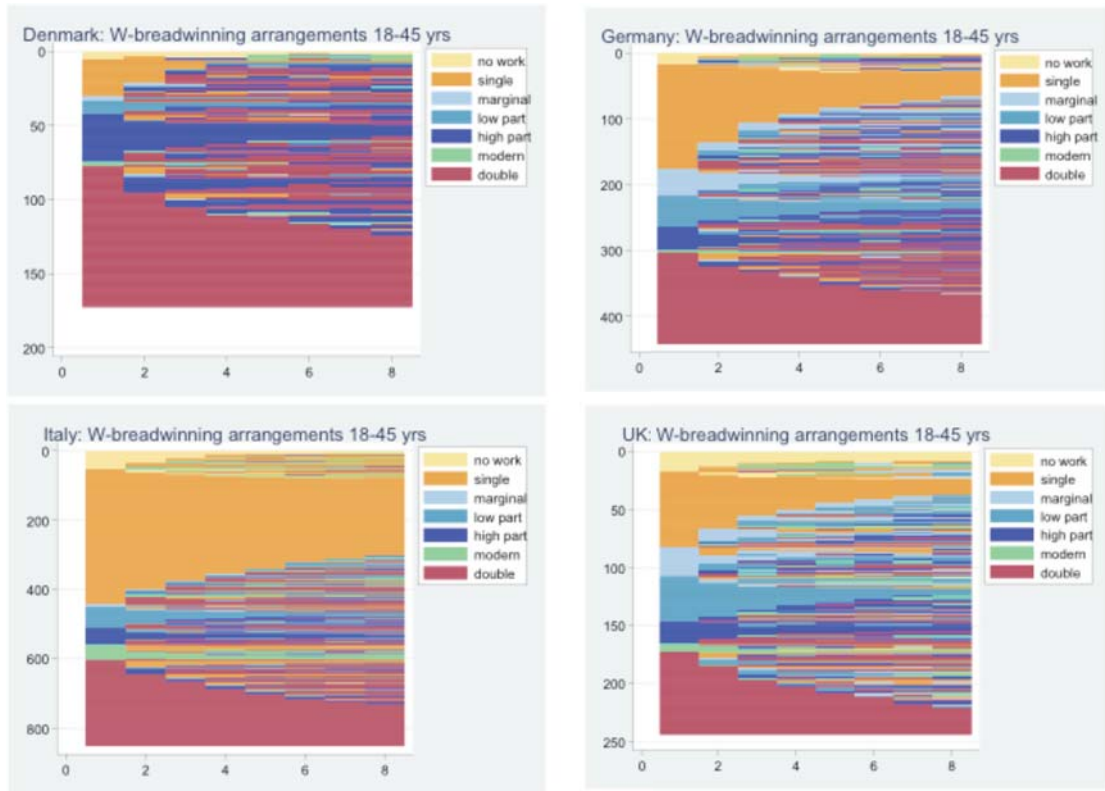 Denmark: W-breadwinning arrangements 18-45 yrs
0
50
100
150
200
0 2 4 6 8
no work
single
marginal
low part
high part
modern
double
Germany: W-breadwinning arrangements 18-45 yrs
0
100
200
300
400
0 2 4 6 8
no work
single
marginal
low part
high part
modern
double
Italy: W-breadwinning arrangements 18-45 yrs
0
200
400
600
800
0 2 4 6 8
no work
single
marginal
low part
high part
modern
double
UK: W-breadwinning arrangements 18-45 yrs
0
50
100
150
200
250
0 2 4 6 8
no work
single
marginal
low part
high part
modern
double